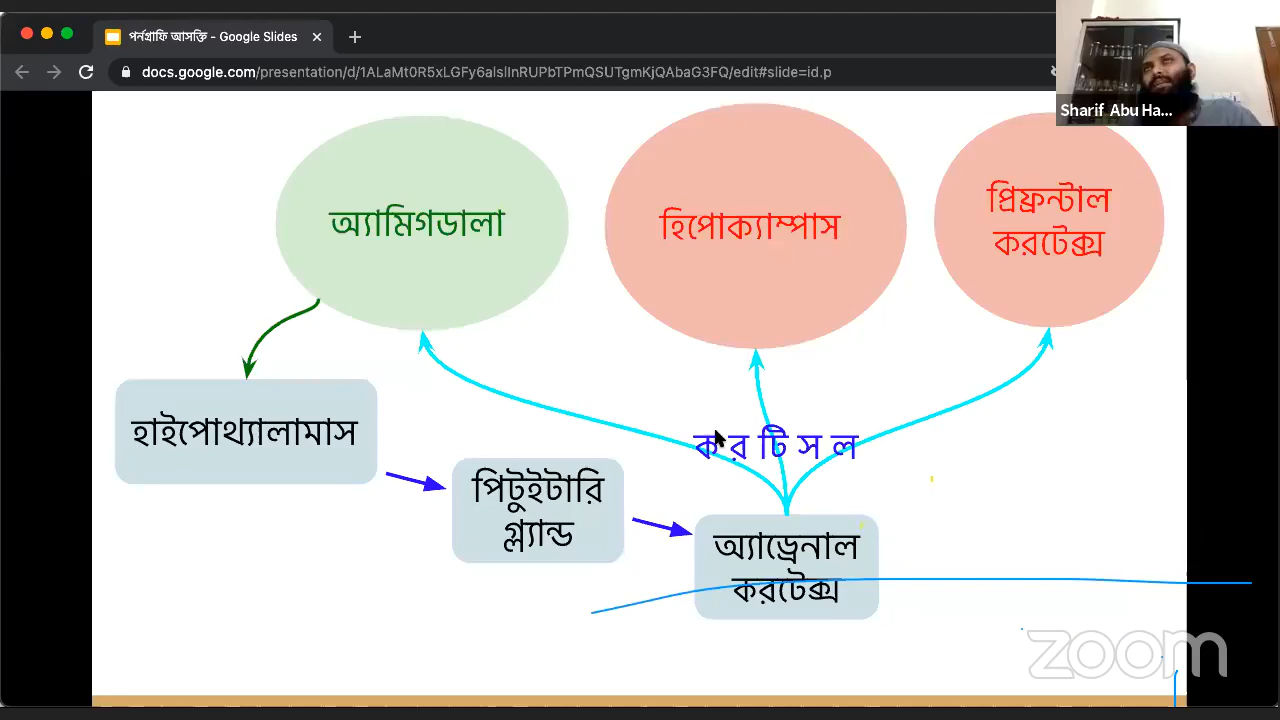 পর্নগ্রাফি আসক্তি - Google Slides
docs.google.com/presentation/d/1ALaMt0R5xLGFy6alslInRUPbTPmQSUTgmKjQAbaG3FQ/edit#slide=id.p
Sharif Abu Ha...
অ্যামিগডালা
হিপোক্যাম্পাস
প্রিফ্রন্টাল
করটেক্স
হাইপোথ্যালামাস
ক র টি স ল
পিটুইটারি
গ্ল্যান্ড
অ্যাড্রেনাল
করটেক্স
zoom